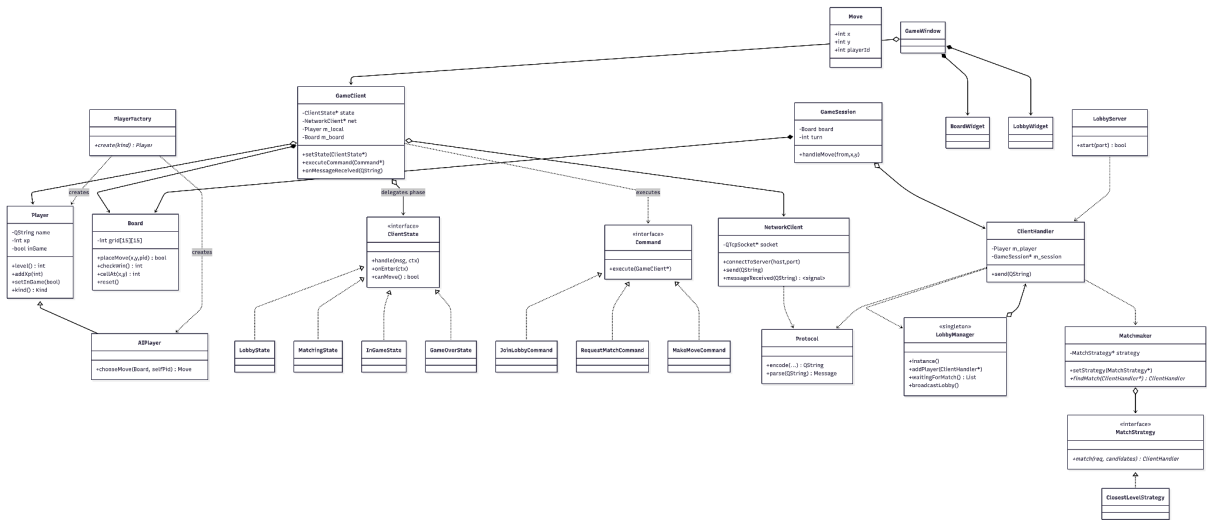 Move
+int x
+int y
+int playerId
GameWindow
GameClient
-ClientState* state
-NetworkClient* net
-Player m_local
-Board m_board
+setState(ClientState*)
+executeCommand(Command*)
+onMessageReceived(QString)
PlayerFactory
+create(kind) : Player
GameSession
-Board board
-int turn
+handleMove(from,x,y)
BoardWidget
LobbyWidget
LobbyServer
+start(port) : bool
creates
delegates phase
executes
creates
Player
-QString name
-int xp
-bool inGame
+level() : int
+addXp(int)
+setInGame(bool)
+kind() : Kind
Board
-int grid[15][15]
+placeMove(x,y,pid) : bool
+checkWin() : int
+cellAt(x,y) : int
+reset()
«interface»
ClientState
+handle(msg, ctx)
+onEnter(ctx)
+canMove() : bool
«interface»
Command
+execute(GameClient*)
NetworkClient
-QTcpSocket* socket
+connectToServer(host,port)
+send(QString)
+messageReceived(QString) : <signal>
ClientHandler
-Player m_player
-GameSession* m_session
+send(QString)
AIPlayer
+chooseMove(Board, selfPid) : Move
LobbyState
MatchingState
InGameState
GameOverState
JoinLobbyCommand
RequestMatchCommand
MakeMoveCommand
Protocol
+encode(...) : QString
+parse(QString) : Message
«singleton»
LobbyManager
+instance()
+addPlayer(ClientHandler*)
+waitingForMatch() : List
+broadcastLobby()
Matchmaker
-MatchStrategy* strategy
+setStrategy(MatchStrategy*)
+findMatch(ClientHandler*) : ClientHandler
«interface»
MatchStrategy
+match(req, candidates) : ClientHandler
ClosestLevelStrategy